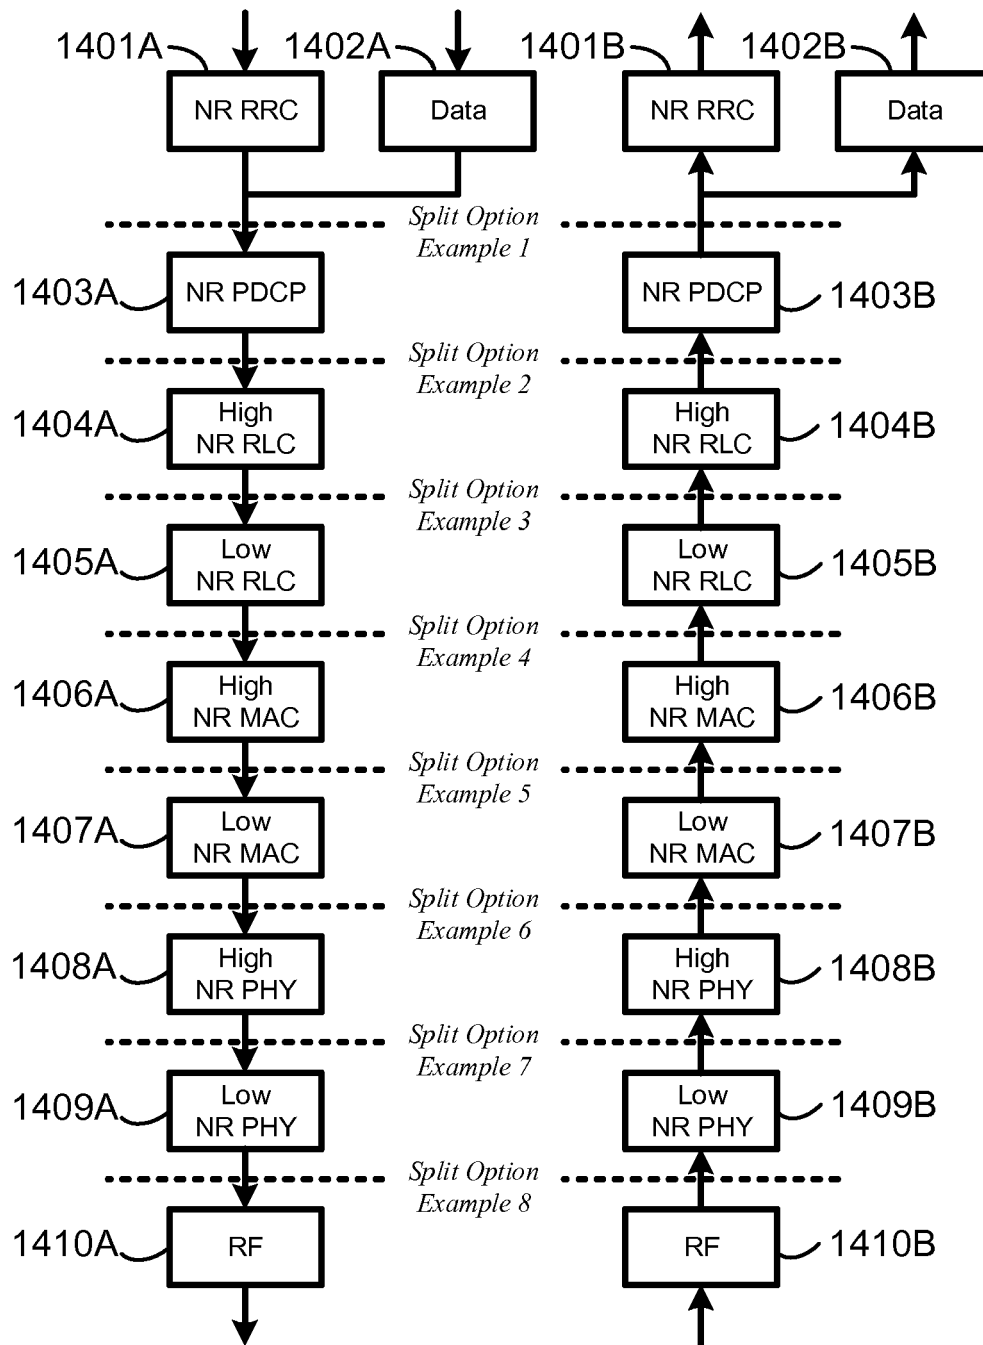 1401A
1402A
1401B
1402B
NR RRC
Data
NR RRC
Data
Split Option
Example 1
1403A
NR PDCP
NR PDCP
1403B
Split Option
Example 2
1404A
High
NR RLC
High
NR RLC
1404B
Split Option
Example 3
1405A
Low
NR RLC
Low
NR RLC
1405B
Split Option
Example 4
1406A
High
NR MAC
High
NR MAC
1406B
Split Option
Example 5
1407A
Low
NR MAC
Low
NR MAC
1407B
Split Option
Example 6
1408A
High
NR PHY
High
NR PHY
1408B
Split Option
Example 7
1409A
Low
NR PHY
Low
NR PHY
1409B
Split Option
Example 8
1410A
RF
RF
1410B